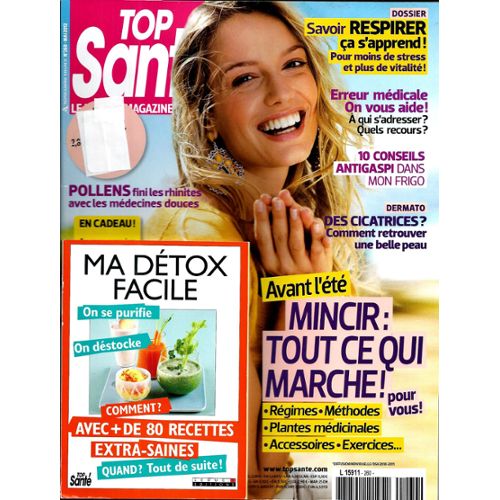 TOP
Santé
LE
MAGAZINE
DOSSIER
Savoir RESPIRER
ça s'apprend !
Pour moins de stress
et plus de vitalité !
Erreur médicale
On vous aide !
À qui s'adresser ?
Quels recours ?
10 CONSEILS
ANTIGASPI DANS
MON FRIGO
DERMATO
DES CICATRICES ?
Comment retrouver
une belle peau
POLLENS fini les rhinites
avec les médecines douces
EN CADEAU !
MA DÉTOX
FACILE
On se purifie
On déstocke
COMMENT ?
AVEC + DE 80 RECETTES
EXTRA-SAINES
QUAND ? Tout de suite !
TOP
Santé
Avant l'été
MINCIR :
TOUT CE QUI
MARCHE !
pour
vous !
• Régimes • Méthodes
• Plantes médicinales
• Accessoires • Exercices...
www.topsante.com
L 15911 - 260 -